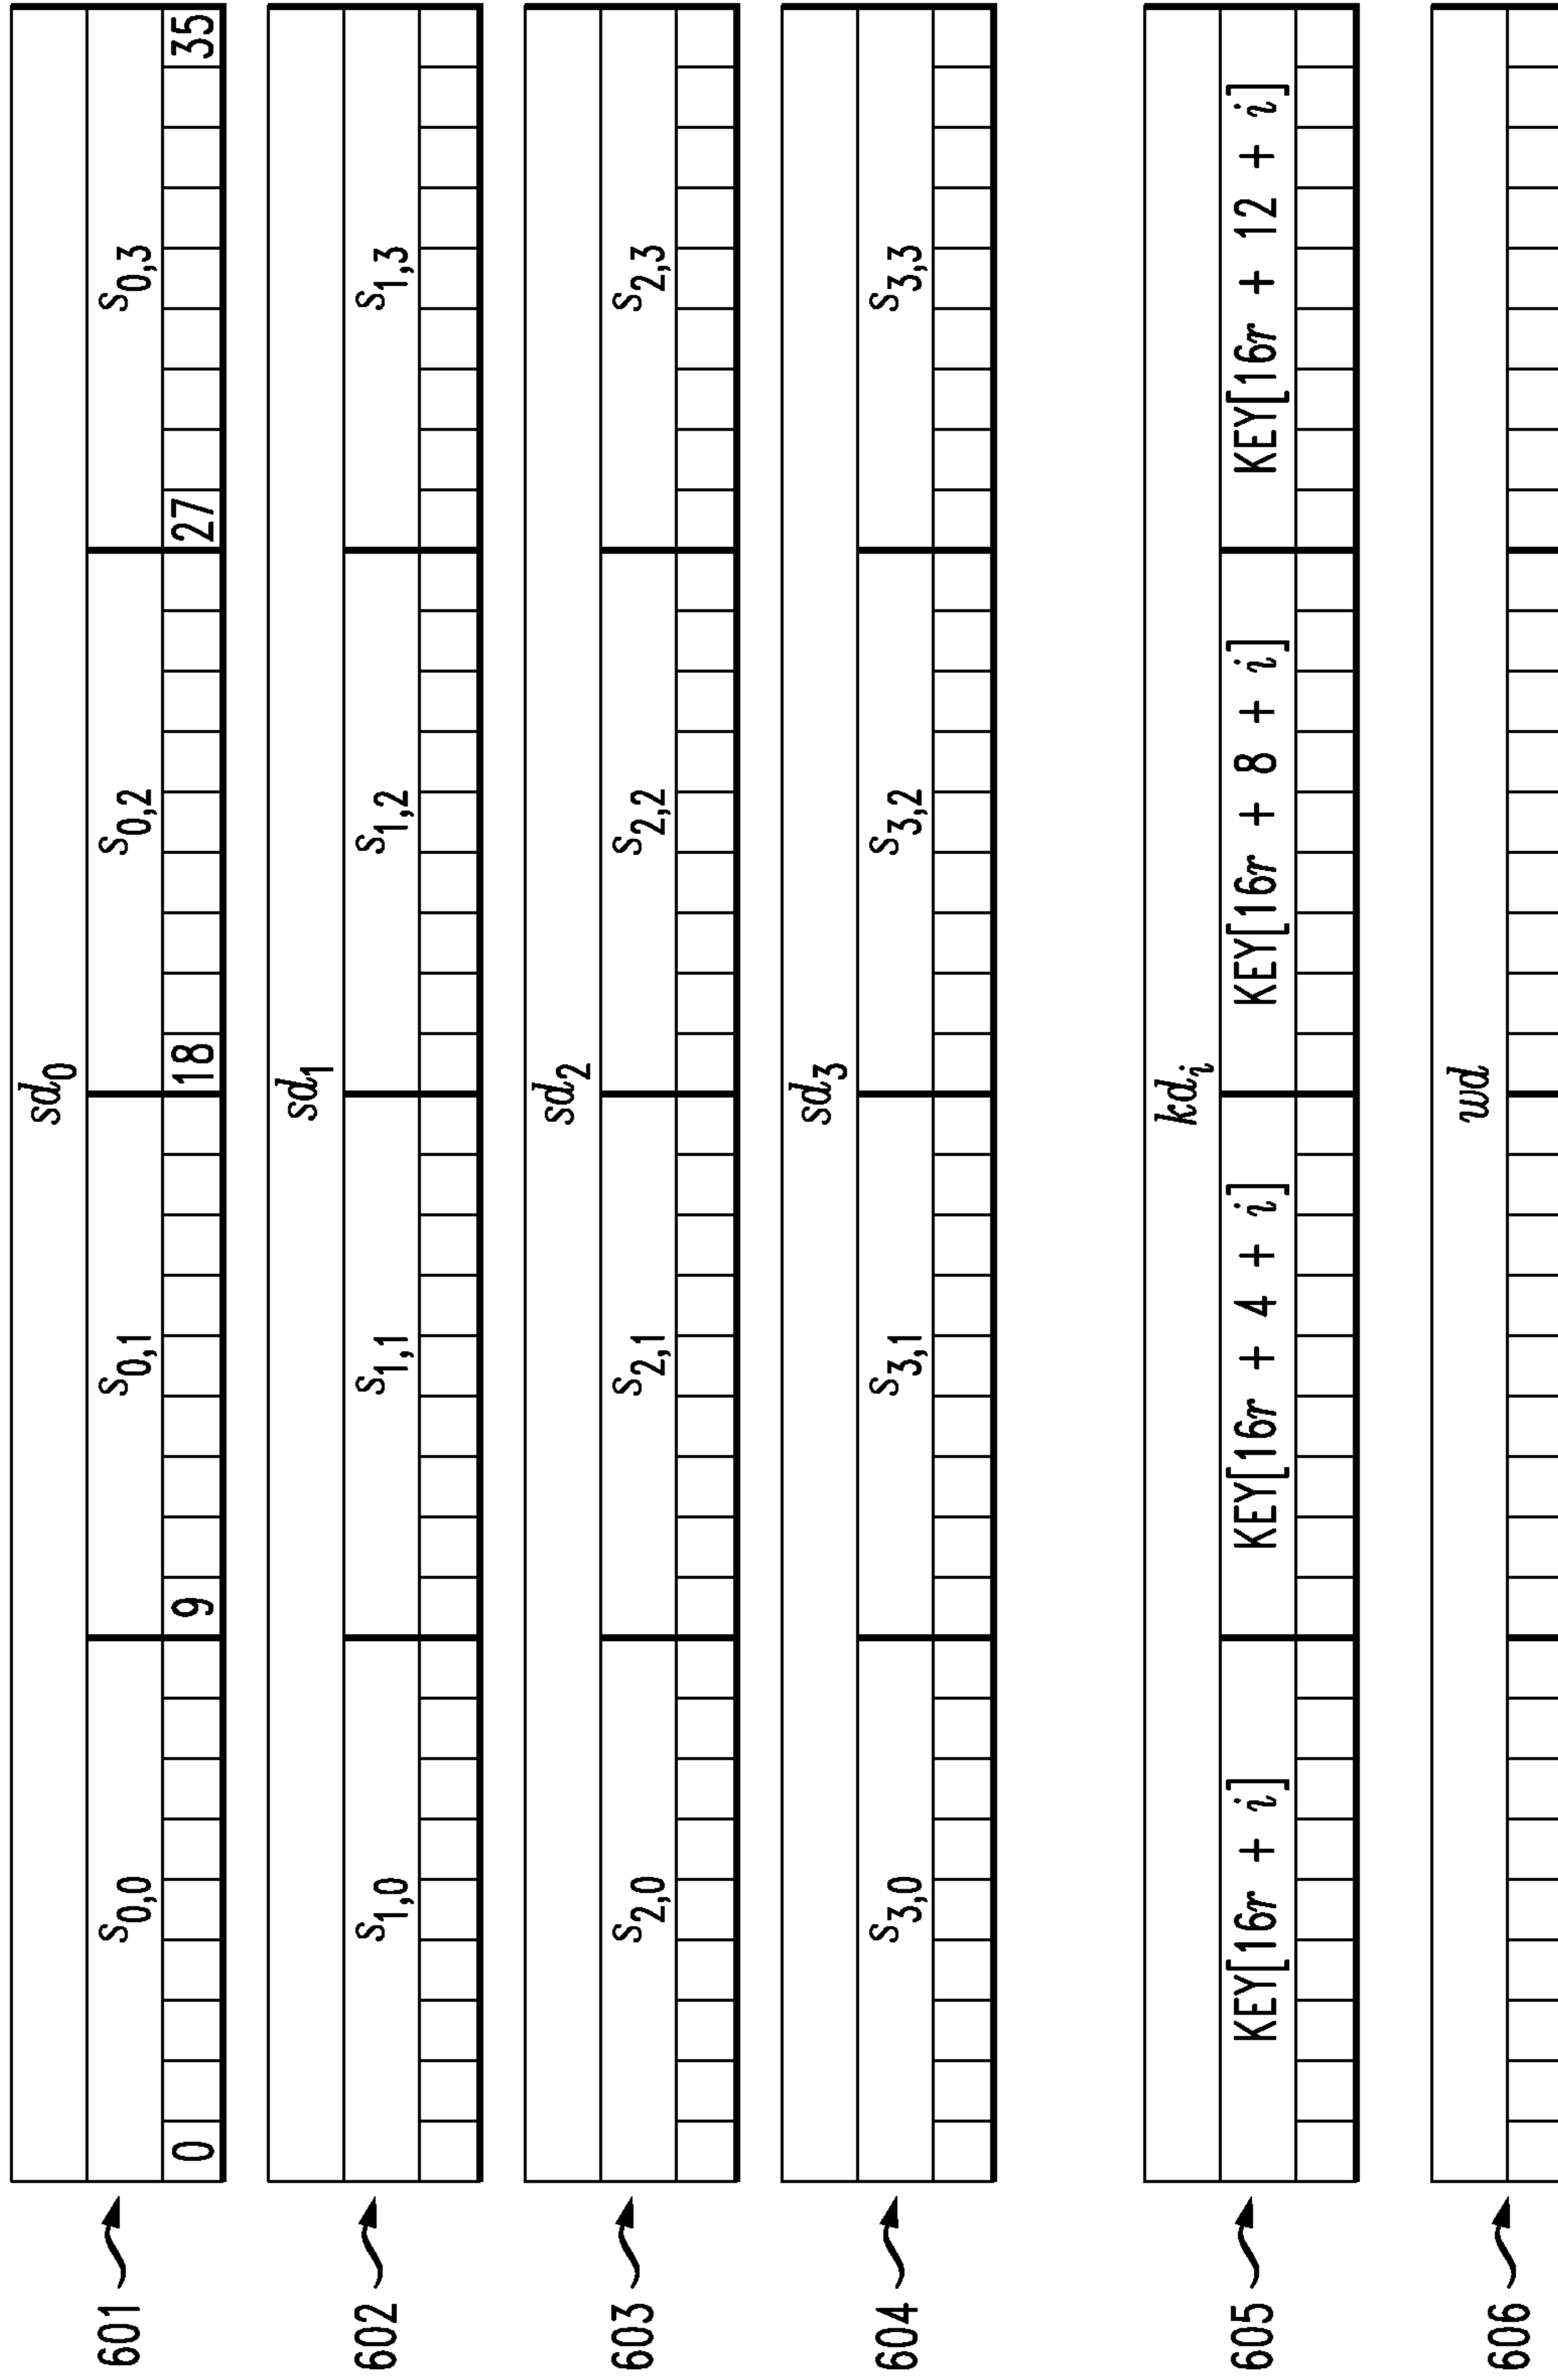 sd0
601 s0,0 s0,1 s0,2 s0,3
0 9 18 27 35
sd1
602 s1,0 s1,1 s1,2 s1,3
sd2
603 s2,0 s2,1 s2,2 s2,3
sd3
604 s3,0 s3,1 s3,2 s3,3
kdi
605 KEY[16r + i] KEY[16r + 4 + i] KEY[16r + 8 + i] KEY[16r + 12 + i]
wd
606